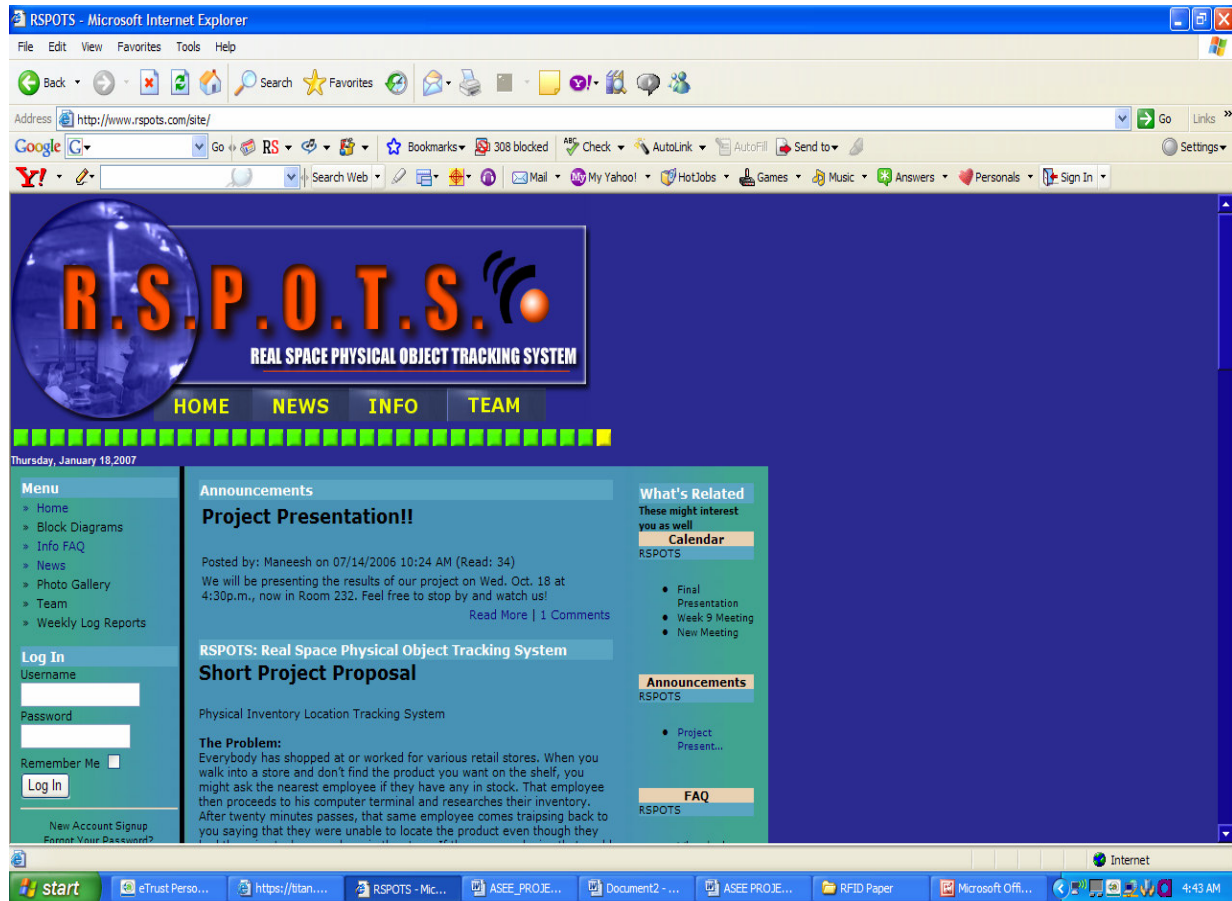 RSPOTS - Microsoft Internet Explorer
File Edit View Favorites Tools Help
Back Search Favorites
Address http://www.rspots.com/site/ Go Links »
Google G Go RS Bookmarks 308 blocked ABC Check AutoLink AutoFill Send to Settings
Y! Search Web Mail My My Yahoo! HotJobs Games Music Answers Personals Sign In
R.S.P.O.T.S.
REAL SPACE PHYSICAL OBJECT TRACKING SYSTEM
HOME NEWS INFO TEAM
Thursday, January 18,2007
Menu
» Home
» Block Diagrams
» Info FAQ
» News
» Photo Gallery
» Team
» Weekly Log Reports
Log In
Username
Password
Remember Me
Log In
New Account Signup
Forgot Your Password?
Announcements
Project Presentation!!
Posted by: Maneesh on 07/14/2006 10:24 AM (Read: 34)
We will be presenting the results of our project on Wed. Oct. 18 at
4:30p.m., now in Room 232. Feel free to stop by and watch us!
Read More | 1 Comments
RSPOTS: Real Space Physical Object Tracking System
Short Project Proposal
Physical Inventory Location Tracking System
The Problem:
Everybody has shopped at or worked for various retail stores. When you
walk into a store and don't find the product you want on the shelf, you
might ask the nearest employee if they have any in stock. That employee
then proceeds to his computer terminal and researches their inventory.
After twenty minutes passes, that same employee comes traipsing back to
you saying that they were unable to locate the product even though they
What's Related
These might interest
you as well
Calendar
RSPOTS
• Final
Presentation
• Week 9 Meeting
• New Meeting
Announcements
RSPOTS
• Project
Present...
FAQ
RSPOTS
Internet
start eTrust Perso... https://titan.... RSPOTS - Mic... ASEE_PROJE... Document2 - ... ASEE PROJE... RFID Paper Microsoft Offi... 4:43 AM